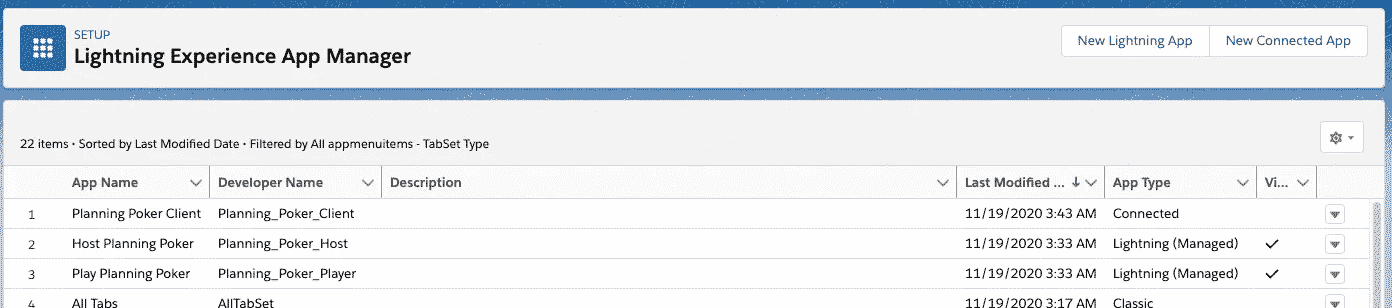 SETUP
Lightning Experience App Manager
New Lightning App New Connected App
22 items • Sorted by Last Modified Date • Filtered by All appmenuitems - TabSet Type
App Name Developer Name Description Last Modified ... App Type Vi...
1 Planning Poker Client Planning_Poker_Client 11/19/2020 3:43 AM Connected
2 Host Planning Poker Planning_Poker_Host 11/19/2020 3:33 AM Lightning (Managed)
3 Play Planning Poker Planning_Poker_Player 11/19/2020 3:33 AM Lightning (Managed)
4 All Tabs AllTabSet 11/19/2020 3:17 AM Classic